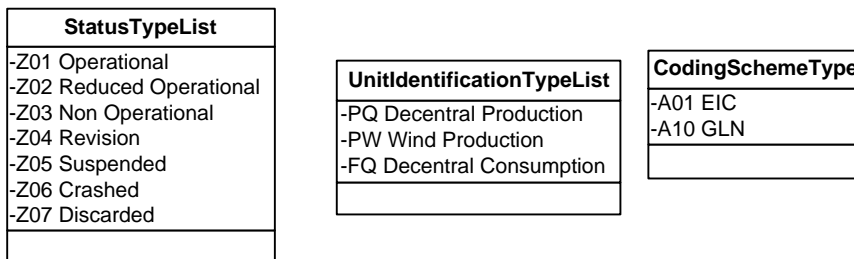 StatusTypeList
-Z01 Operational
-Z02 Reduced Operational
-Z03 Non Operational
-Z04 Revision
-Z05 Suspended
-Z06 Crashed
-Z07 Discarded
UnitIdentificationTypeList
-PQ Decentral Production
-PW Wind Production
-FQ Decentral Consumption
CodingSchemeType
-A01 EIC
-A10 GLN